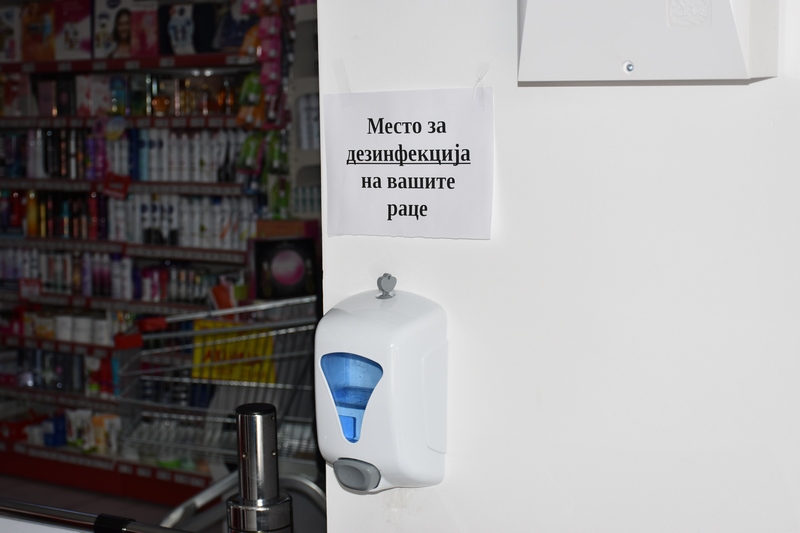 Место за
дезинфекција
на вашите
раце